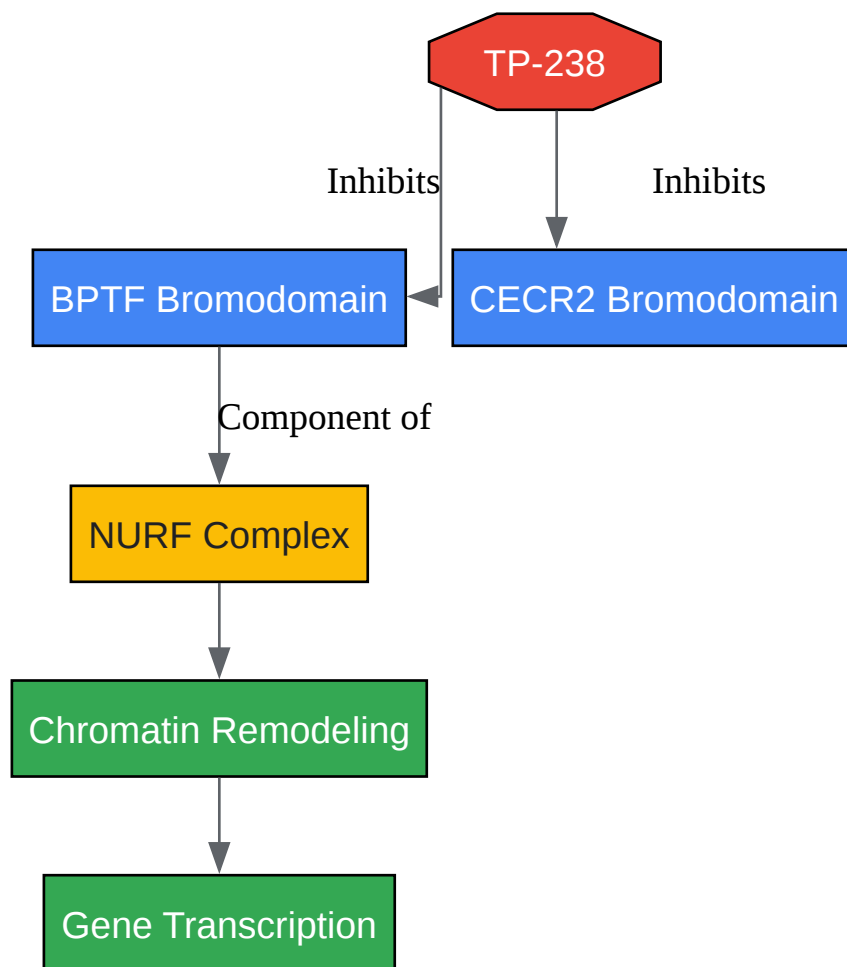 TP-238
Inhibits
Inhibits
BPTF Bromodomain
CECR2 Bromodomain
Component of
NURF Complex
Chromatin Remodeling
Gene Transcription